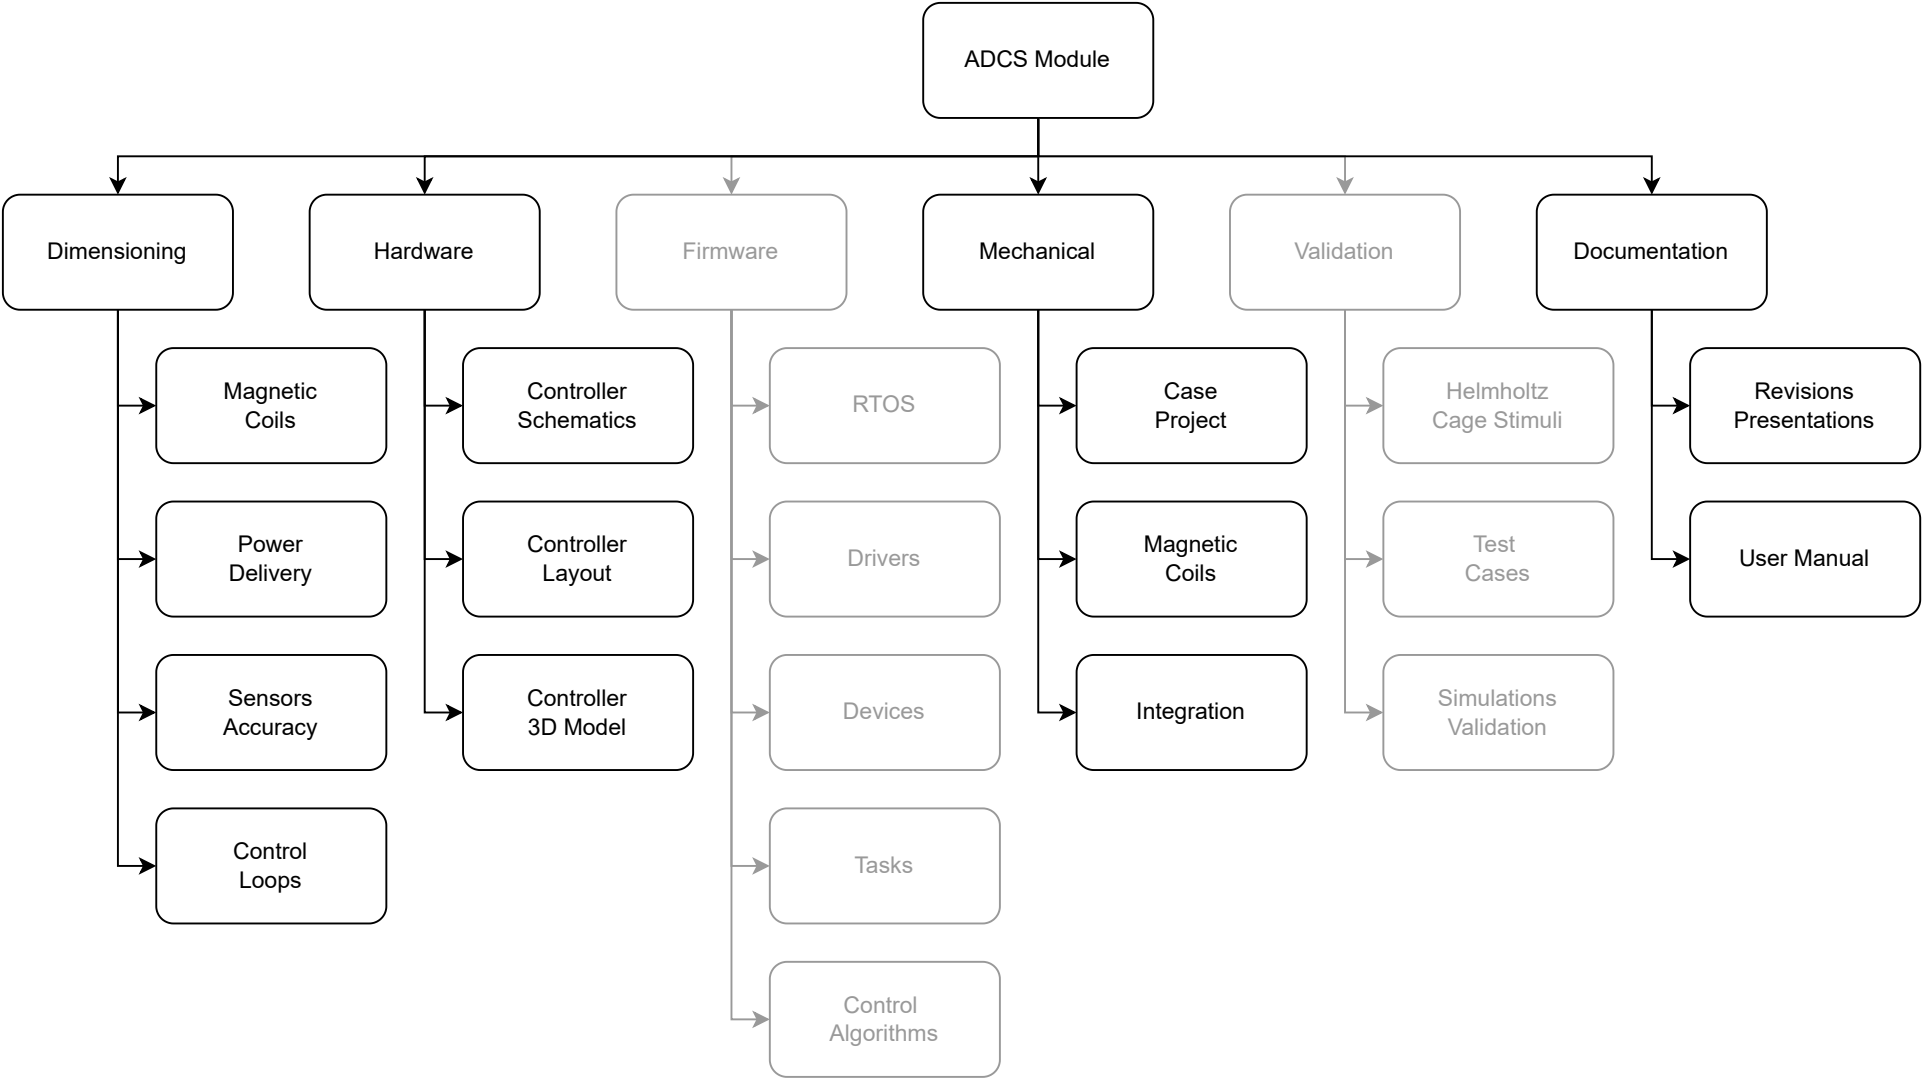 ADCS Module
Dimensioning
Hardware
Firmware
Mechanical
Validation
Documentation
Magnetic
Coils
Power
Delivery
Sensors
Accuracy
Control
Loops
Controller
Schematics
Controller
Layout
Controller
3D Model
RTOS
Drivers
Devices
Tasks
Control
Algorithms
Case
Project
Magnetic
Coils
Integration
Helmholtz
Cage Stimuli
Test
Cases
Simulations
Validation
Revisions
Presentations
User Manual